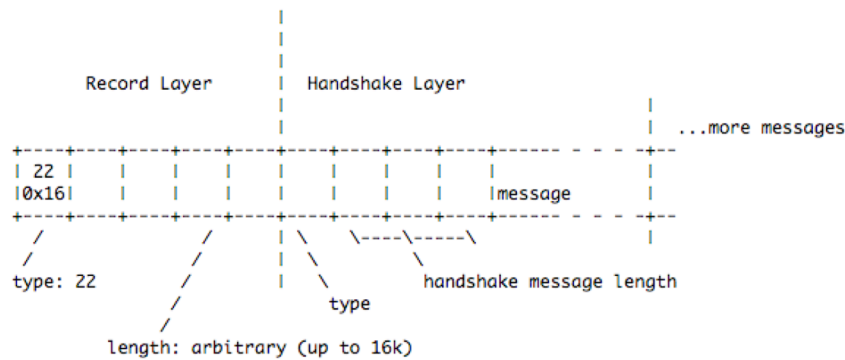 Record Layer
Handshake Layer
...more messages
22
0x16
message
type: 22
handshake message length
type
length: arbitrary (up to 16k)